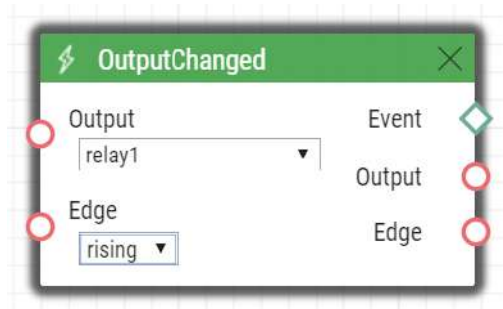 OutputChanged
Output
relay1
Edge
rising
Event
Output
Edge